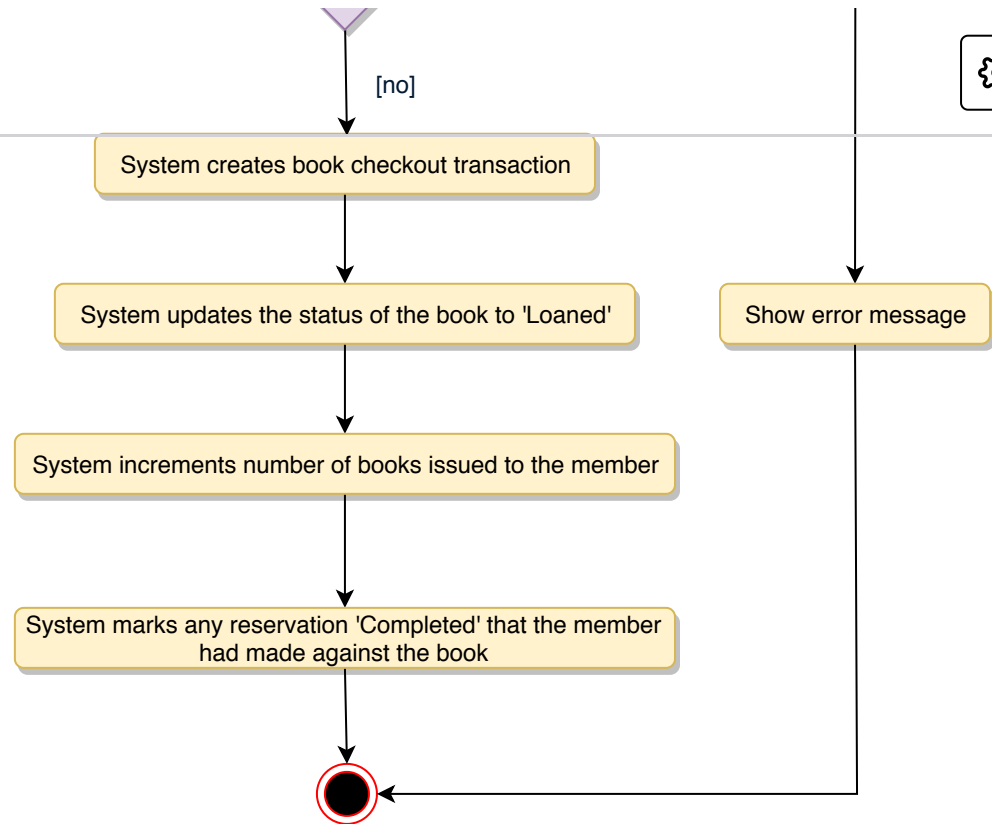 [no]
System creates book checkout transaction
System updates the status of the book to 'Loaned'
Show error message
System increments number of books issued to the member
System marks any reservation 'Completed' that the member
had made against the book